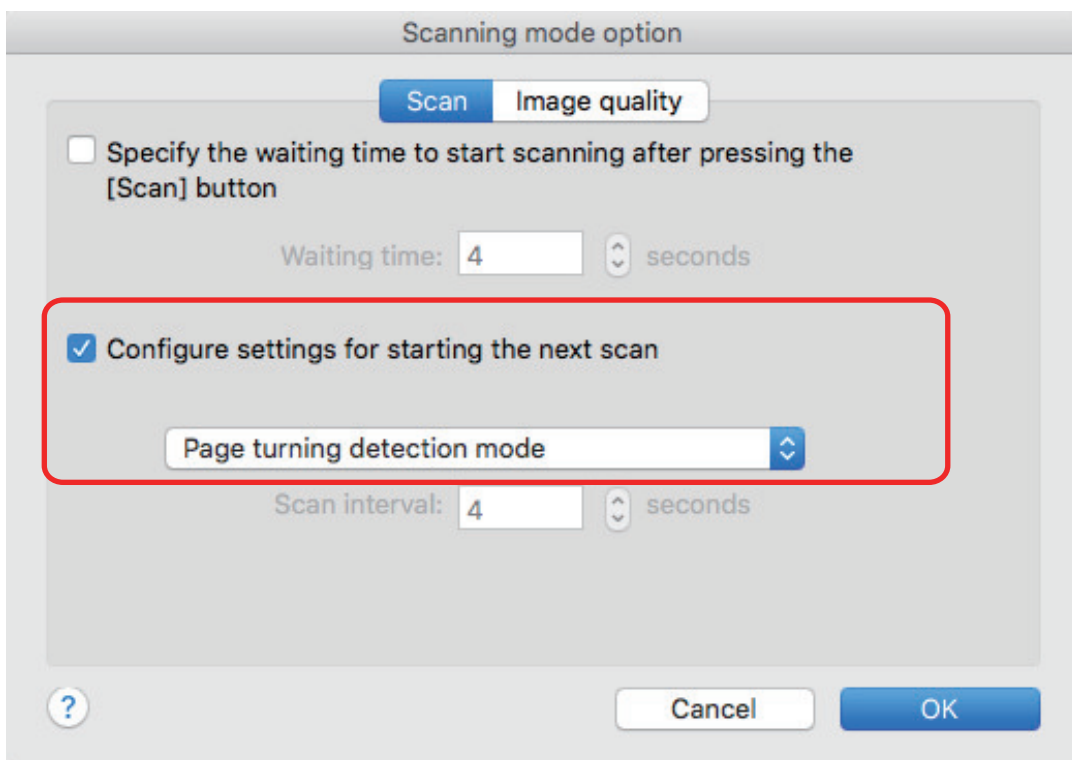 Scanning mode option
Scan Image quality
Specify the waiting time to start scanning after pressing the
[Scan] button
Waiting time: 4 seconds
Configure settings for starting the next scan
Page turning detection mode
Scan interval: 4 seconds
? Cancel OK